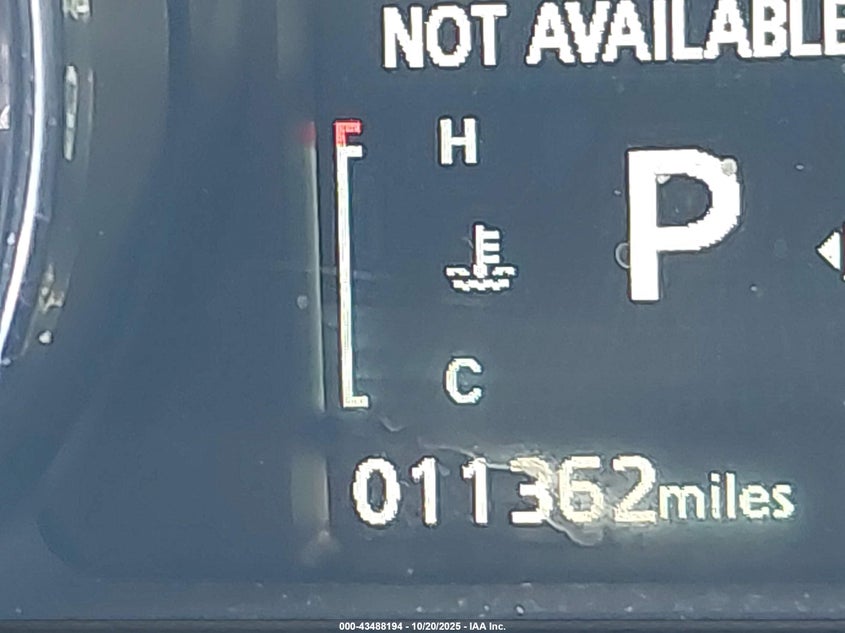 NOT AVAILABLE
H
P
C
011362miles
000-43488194 - 10/20/2025 - IAA Inc.